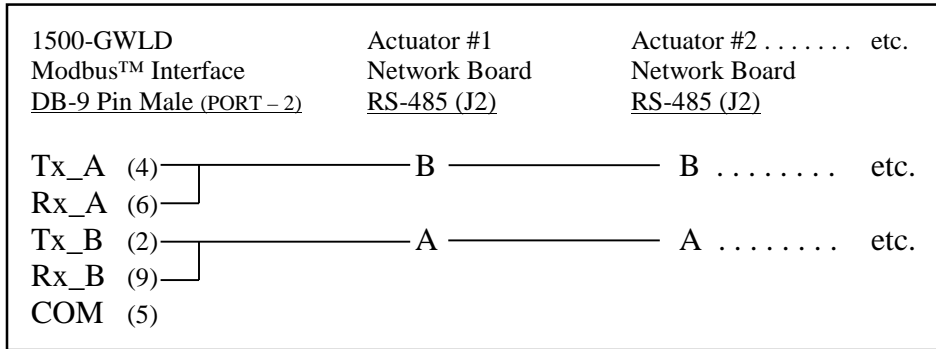 1500-GWLD Actuator #1 Actuator #2 . . . . . . . etc.
Modbus™ Interface Network Board Network Board
DB-9 Pin Male (PORT – 2) RS-485 (J2) RS-485 (J2)
Tx_A (4) B B . . . . . . . . etc.
Rx_A (6)
Tx_B (2) A A . . . . . . . . etc.
Rx_B (9)
COM (5)